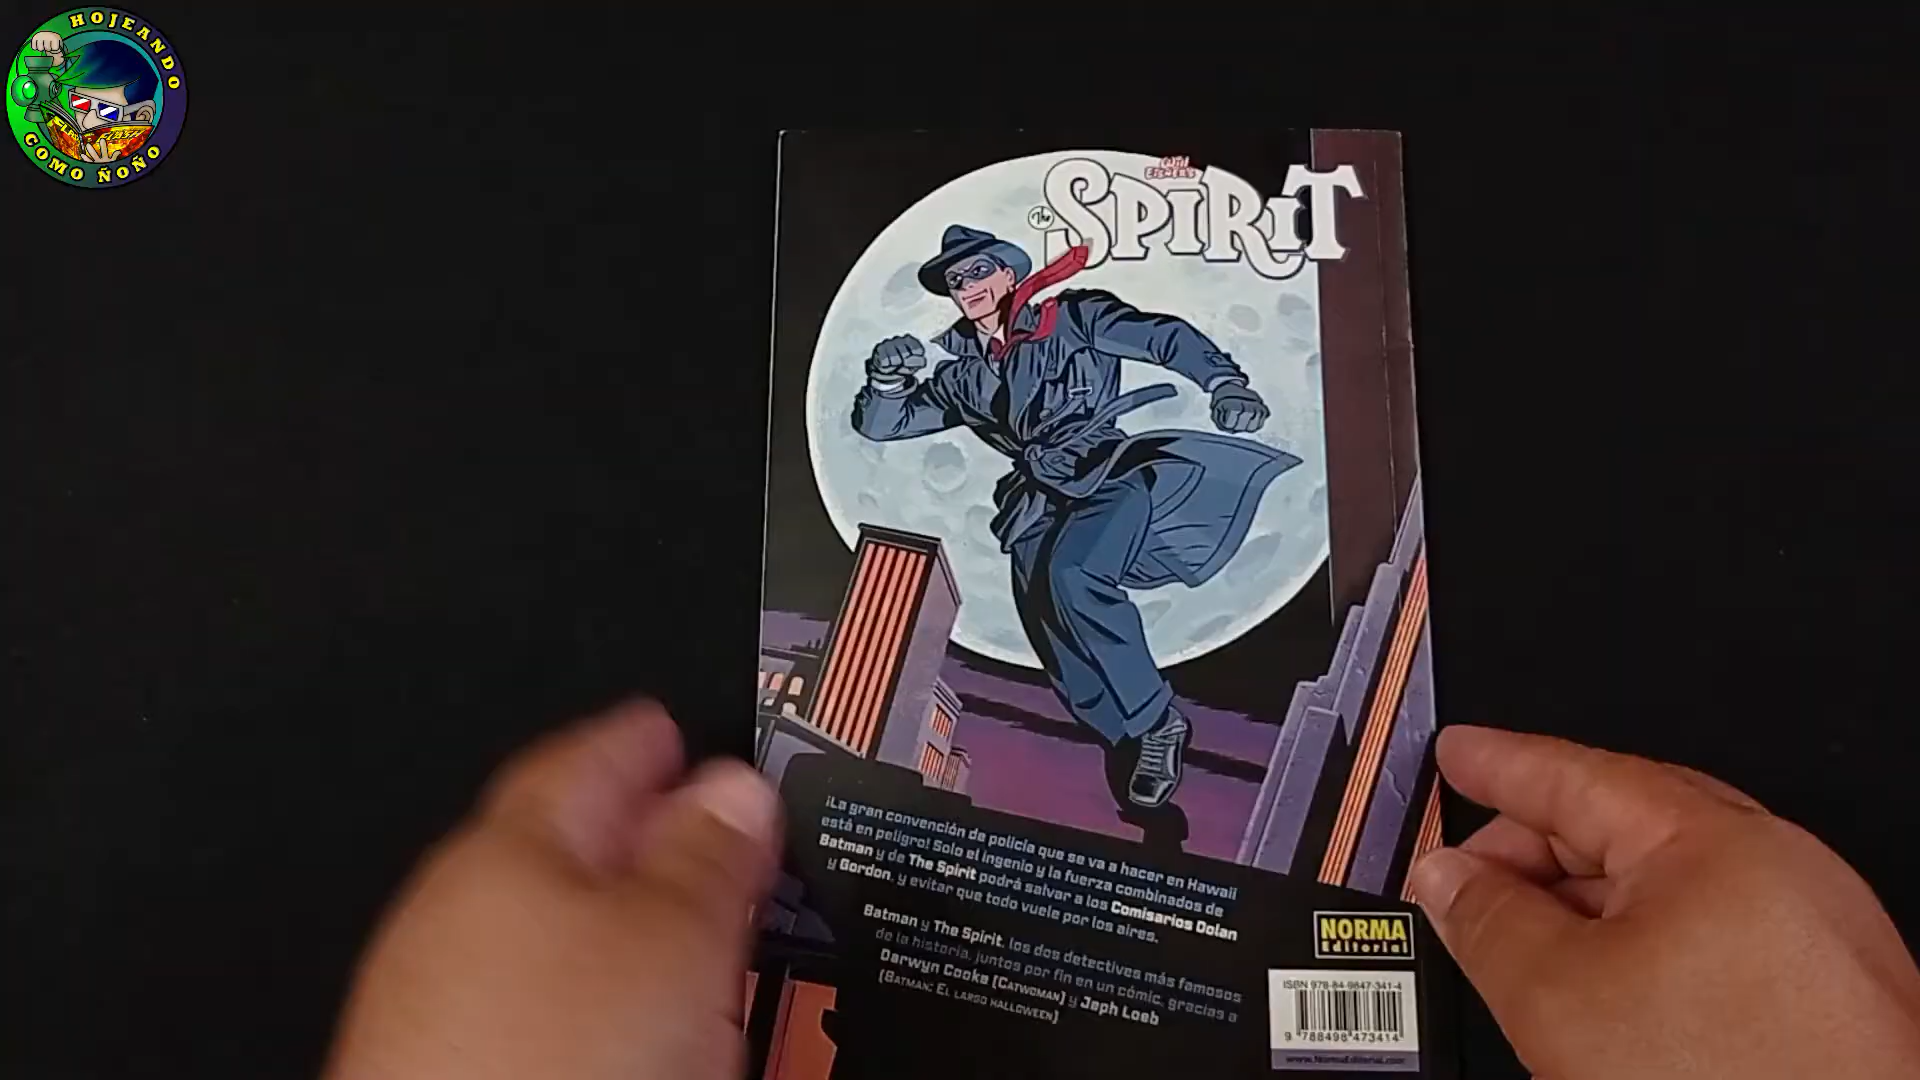 HOJEANDO
COMO ÑOÑO
FLASH
Will
Eisner's
The SPIRIT
¡La gran convención de policía que se va a hacer en Hawaii
está en peligro! Solo el ingenio y la fuerza combinados de
Batman y de The Spirit podrá salvar a los Comisarios Dolan
y Gordon, y evitar que todo vuele por los aires.
Batman y The Spirit, los dos detectives más famosos
de la historia, juntos por fin en un cómic, gracias a
Darwyn Cooke (Catwoman) y Jeph Loeb
(Batman: El largo halloween)
NORMA
Editorial
ISBN 978-84-9847-341-4
9 788498 473414
www.NormaEditorial.com